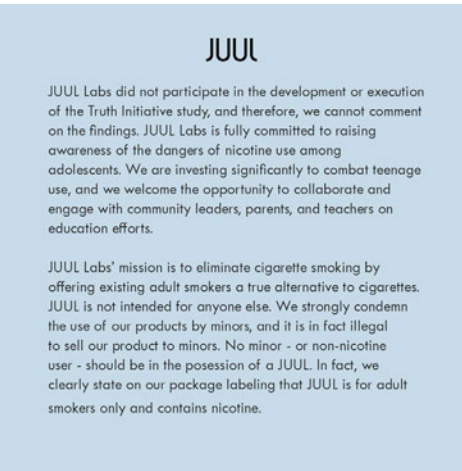 JUUL
JUUL Labs did not participate in the development or execution
of the Truth Initiative study, and therefore, we cannot comment
on the findings. JUUL Labs is fully committed to raising
awareness of the dangers of nicotine use among
adolescents. We are investing significantly to combat teenage
use, and we welcome the opportunity to collaborate and
engage with community leaders, parents, and teachers on
education efforts.
JUUL Labs' mission is to eliminate cigarette smoking by
offering existing adult smokers a true alternative to cigarettes.
JUUL is not intended for anyone else. We strongly condemn
the use of our products by minors, and it is in fact illegal
to sell our product to minors. No minor - or non-nicotine
user - should be in the posession of a JUUL. In fact, we
clearly state on our package labeling that JUUL is for adult
smokers only and contains nicotine.